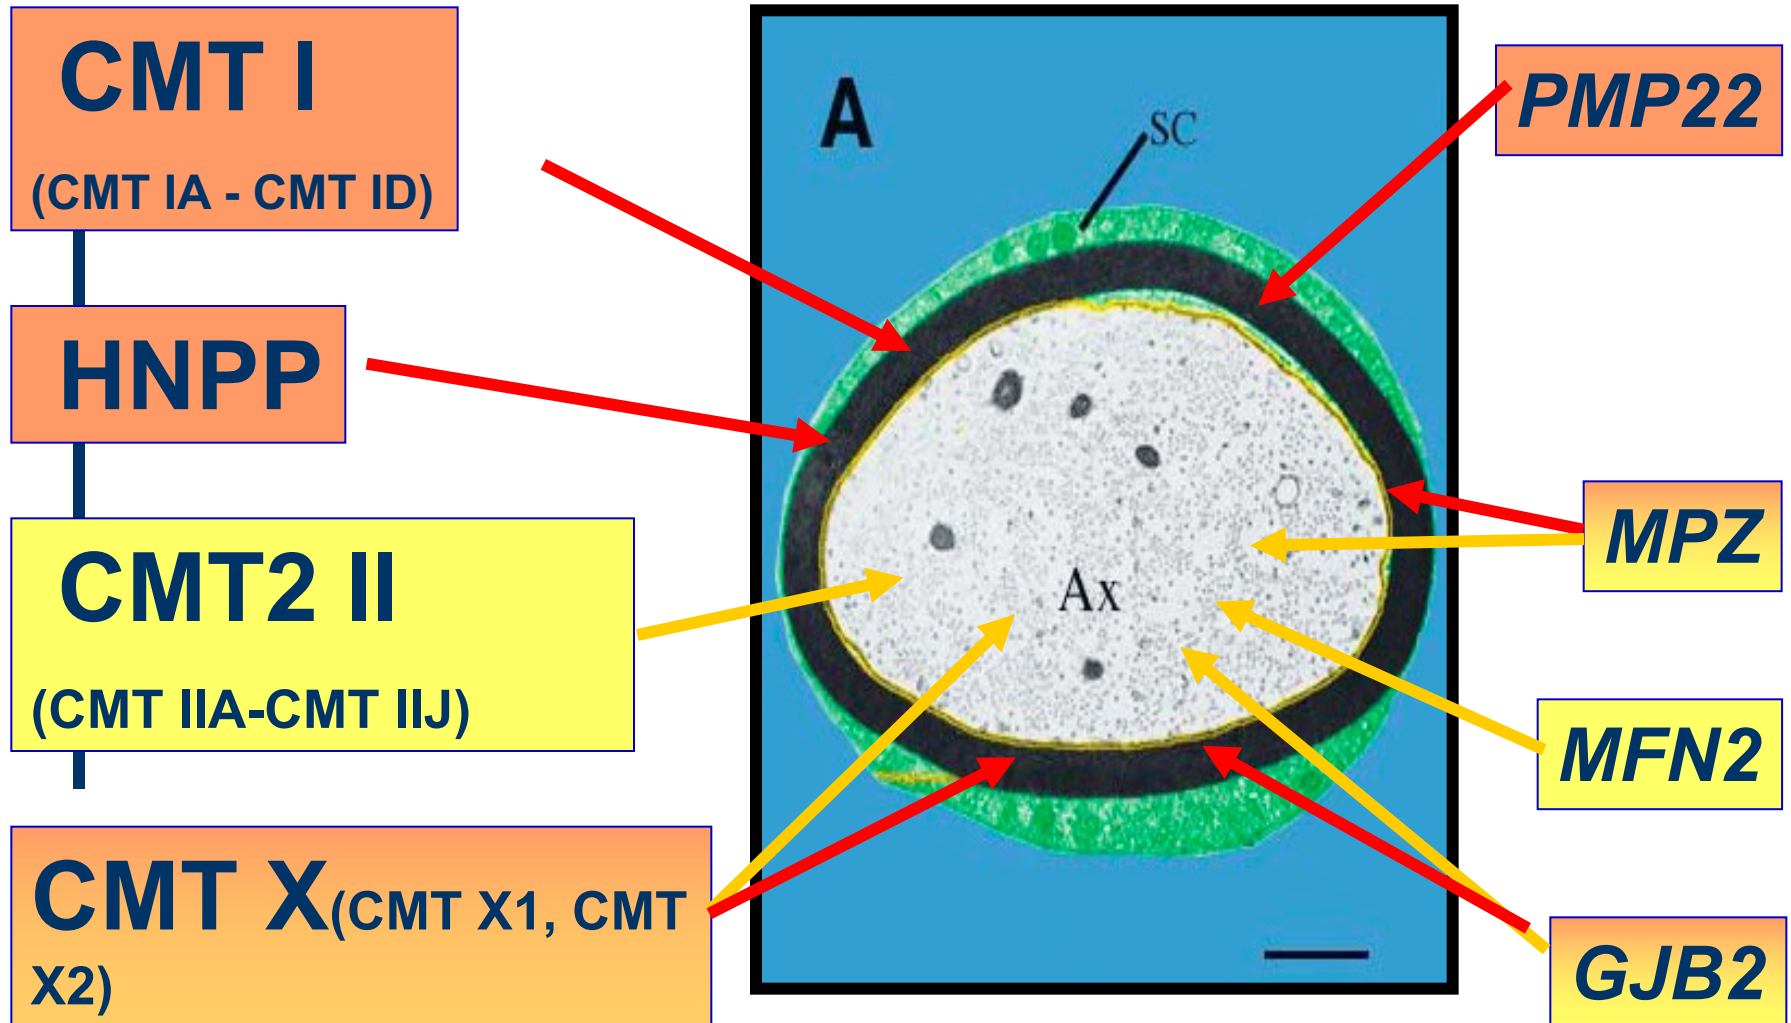 CMT I
(CMT IA - CMT ID)
HNPP
CMT2 II
(CMT IIA-CMT IIJ)
CMT X(CMT X1, CMT
X2)
A
SC
Ax
PMP22
MPZ
MFN2
GJB2